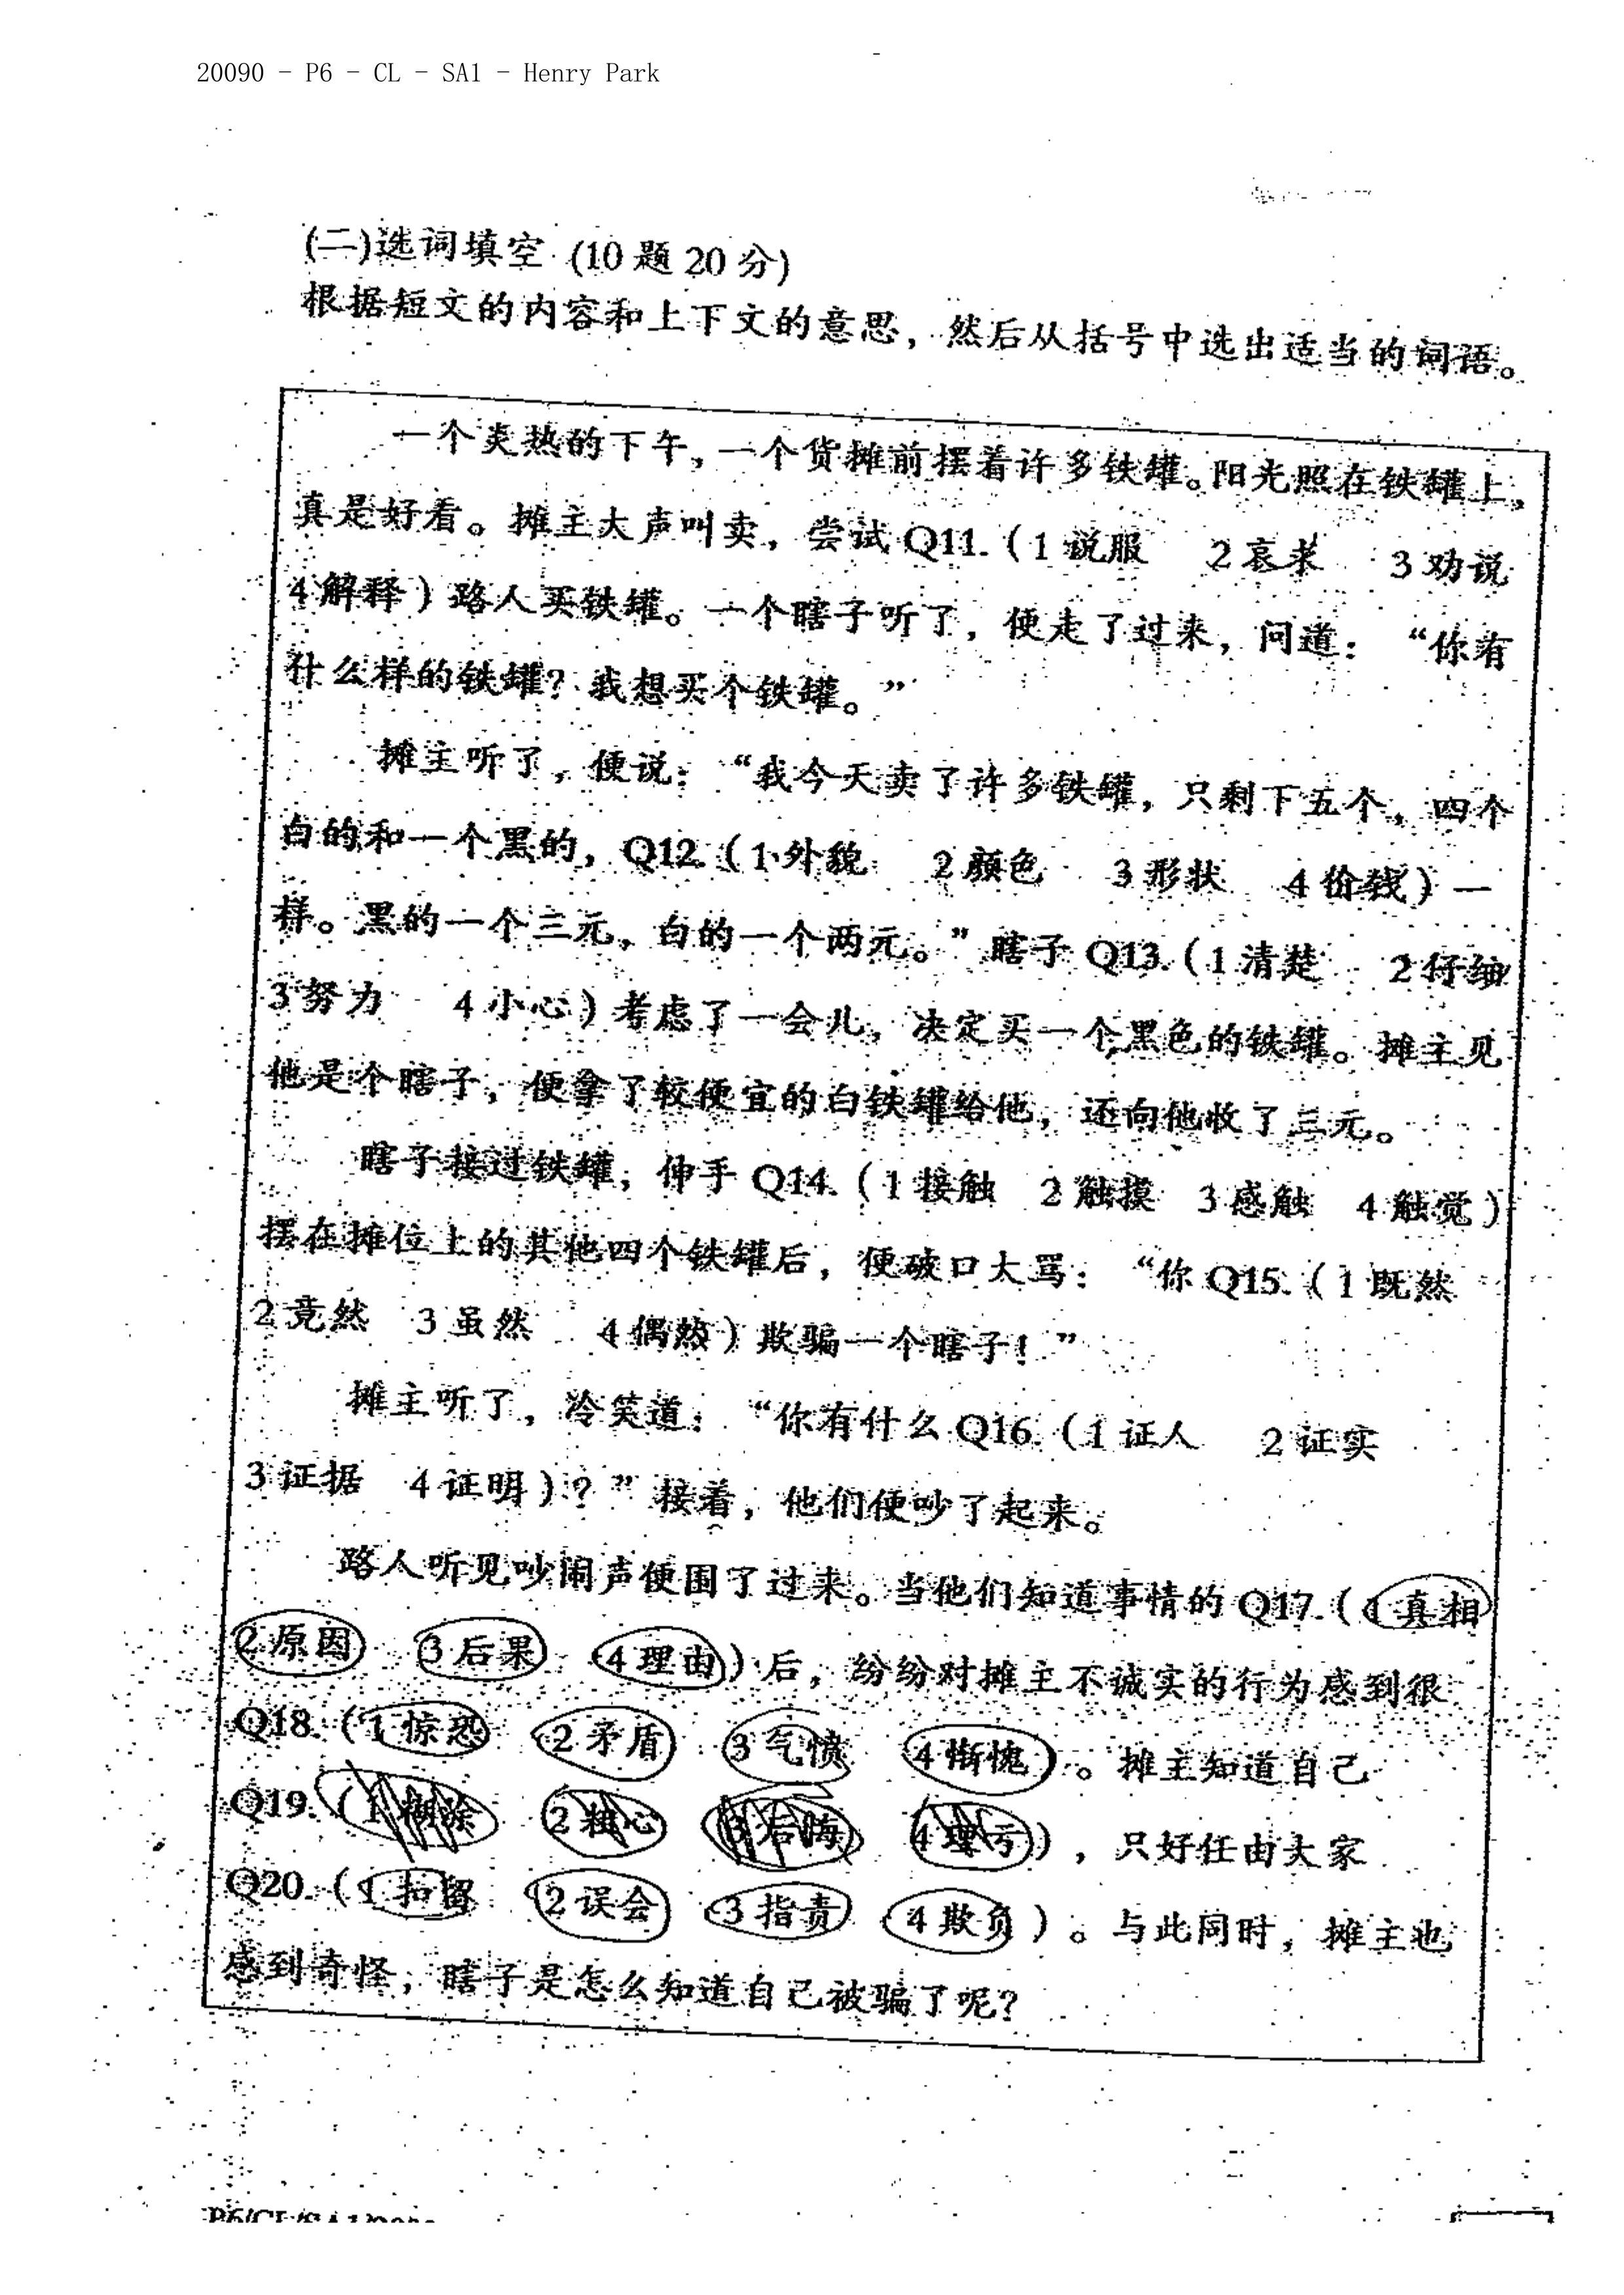 20090 - P6 - CL - SA1 - Henry Park
(二)选词填空 (10题20分)
根据短文的内容和上下文的意思，然后从括号中选出适当的词语。
一个炎热的下午，一个货摊前摆着许多铁罐。阳光照在铁罐上，
真是好看。摊主大声叫卖，尝试Q11.（1说服 2哀求 3劝说
4解释）路人买铁罐。一个瞎子听了，便走了过来，问道：“你有
什么样的铁罐？我想买个铁罐。”
摊主听了，便说：“我今天卖了许多铁罐，只剩下五个，四个
白的和一个黑的，Q12.（1外貌 2颜色 3形状 4价钱）一
样。黑的一个三元，白的一个两元。”瞎子Q13.（1清楚 2仔细
3努力 4小心）考虑了一会儿，决定买一个黑色的铁罐。摊主见
他是个瞎子，便拿了较便宜的白铁罐给他，还向他收了三元。
瞎子接过铁罐，伸手Q14.（1接触 2触摸 3感触 4触觉）
摆在摊位上的其他四个铁罐后，便破口大骂：“你Q15.（1既然
2竟然 3虽然 4偶然）欺骗一个瞎子！”
摊主听了，冷笑道：“你有什么Q16.（1证人 2证实
3证据 4证明）？”接着，他们便吵了起来。
路人听见吵闹声便围了过来。当他们知道事情的Q17.（1真相
2原因 3后果 4理由）后，纷纷对摊主不诚实的行为感到很
Q18.（1惊恐 2矛盾 3气愤 4惭愧）。摊主知道自己
Q19.（1糊涂 2粗心 3后悔 4理亏），只好任由大家
Q20.（1扣留 2误会 3指责 4欺负）。与此同时，摊主也
感到奇怪，瞎子是怎么知道自己被骗了呢？